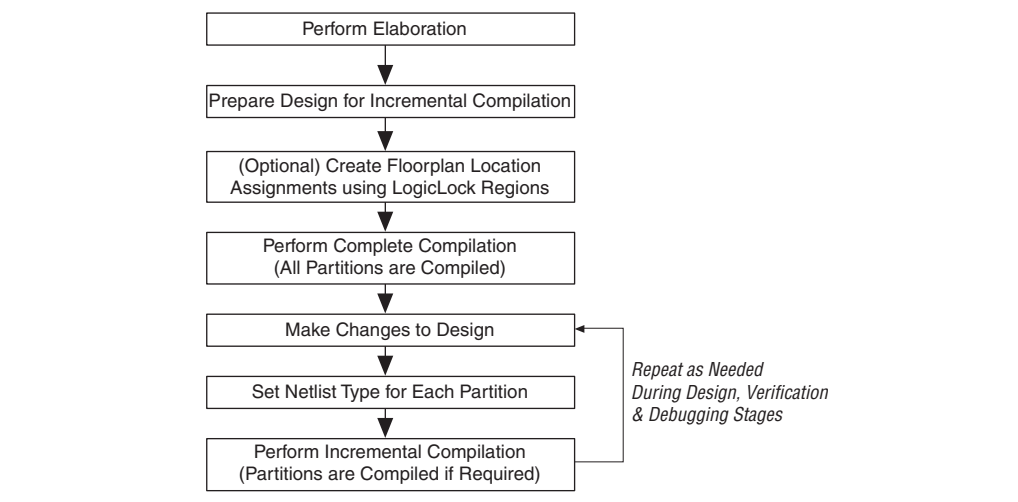 Perform Elaboration
Prepare Design for Incremental Compilation
(Optional) Create Floorplan Location
Assignments using LogicLock Regions
Perform Complete Compilation
(All Partitions are Compiled)
Make Changes to Design
Set Netlist Type for Each Partition
Perform Incremental Compilation
(Partitions are Compiled if Required)
Repeat as Needed
During Design, Verification
& Debugging Stages